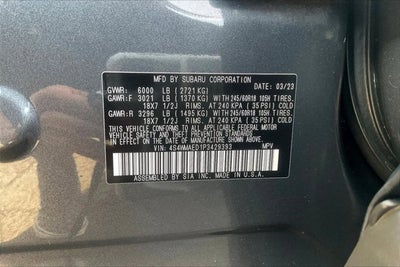 MFD BY SUBARU CORPORATION DATE: 03/23
GVWR: 6000 LB (2721 KG)
GAWR:F 3021 LB (1370 KG) WITH 245/60R18 105H TIRES,
18X7 1/2J RIMS, AT 240 KPA (35 PSI) COLD
GAWR:R 3296 LB (1495 KG) WITH 245/60R18 105H TIRES,
18X7 1/2J RIMS, AT 240 KPA (35 PSI) COLD
THIS VEHICLE CONFORMS TO ALL APPLICABLE FEDERAL MOTOR
VEHICLE SAFETY AND THEFT PREVENTION STANDARDS IN EFFECT
ON THE DATE OF MANUFACTURE SHOWN ABOVE.
VIN: 4S4WMAED1P3429393 MPV
ASSEMBLED BY SIA INC. MADE IN U.S.A.